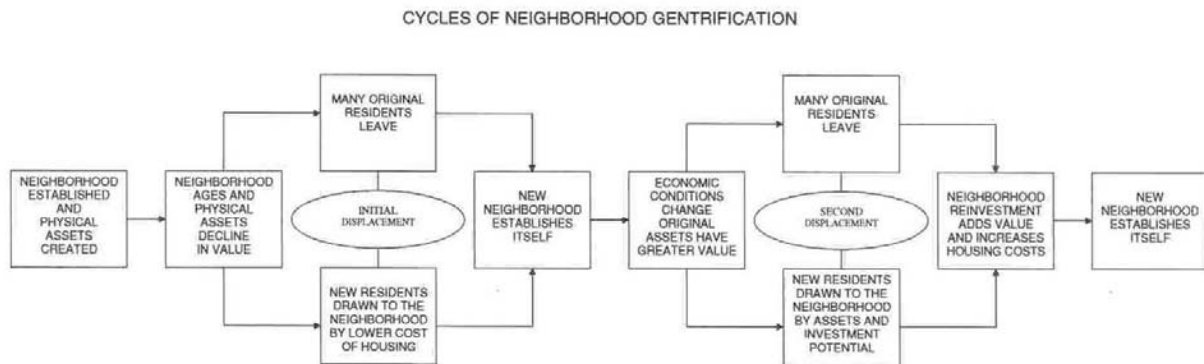 CYCLES OF NEIGHBORHOOD GENTRIFICATION
NEIGHBORHOOD
ESTABLISHED
AND
PHYSICAL
ASSETS
CREATED
NEIGHBORHOOD
AGES AND
PHYSICAL
ASSETS
DECLINE
IN VALUE
MANY ORIGINAL
RESIDENTS
LEAVE
INITIAL
DISPLACEMENT
NEW RESIDENTS
DRAWN TO THE
NEIGHBORHOOD
BY LOWER COST
OF HOUSING
NEW
NEIGHBORHOOD
ESTABLISHES
ITSELF
ECONOMIC
CONDITIONS
CHANGE
ORIGINAL
ASSETS HAVE
GREATER VALUE
MANY ORIGINAL
RESIDENTS
LEAVE
SECOND
DISPLACEMENT
NEW RESIDENTS
DRAWN TO THE
NEIGHBORHOOD
BY ASSETS AND
INVESTMENT
POTENTIAL
NEIGHBORHOOD
REINVESTMENT
ADDS VALUE
AND INCREASES
HOUSING COSTS
NEW
NEIGHBORHOOD
ESTABLISHES
ITSELF